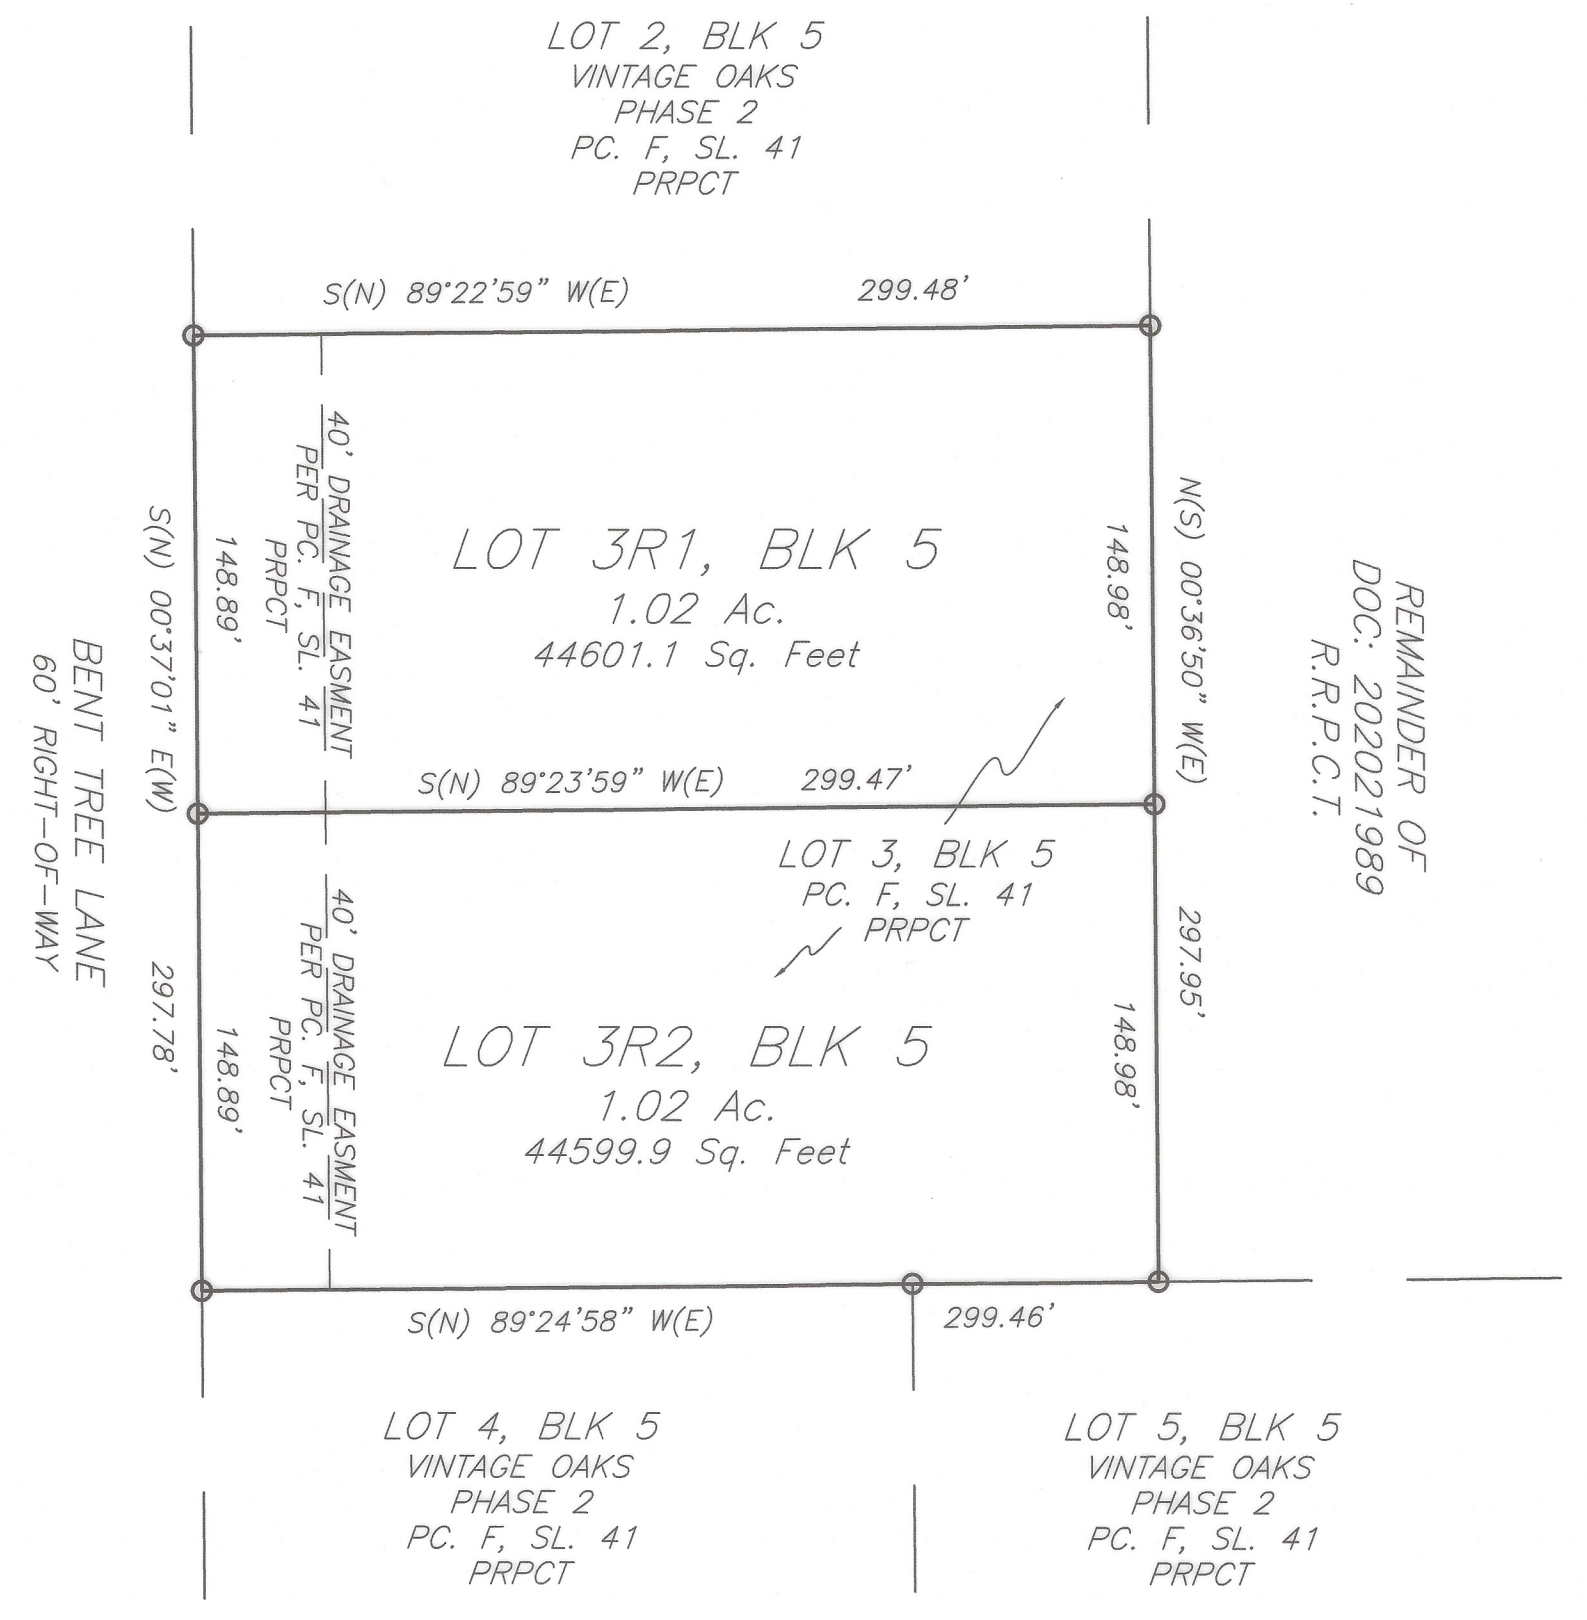 LOT 2, BLK 5
VINTAGE OAKS
PHASE 2
PC. F, SL. 41
PRPCT
S(N) 89°22'59" W(E) 299.48'
40' DRAINAGE EASMENT
PER PC. F, SL. 41
PRPCT
148.89'
S(N) 00°37'01" E(W) 297.78'
BENT TREE LANE
60' RIGHT-OF-WAY
LOT 3R1, BLK 5
1.02 Ac.
44601.1 Sq. Feet
148.98'
N(S) 00°36'50" W(E) 297.95'
REMAINDER OF
DOC: 202021989
R.R.P.C.T.
S(N) 89°23'59" W(E) 299.47'
LOT 3, BLK 5
PC. F, SL. 41
PRPCT
40' DRAINAGE EASMENT
PER PC. F, SL. 41
PRPCT
148.89'
LOT 3R2, BLK 5
1.02 Ac.
44599.9 Sq. Feet
148.98'
S(N) 89°24'58" W(E) 299.46'
LOT 4, BLK 5
VINTAGE OAKS
PHASE 2
PC. F, SL. 41
PRPCT
LOT 5, BLK 5
VINTAGE OAKS
PHASE 2
PC. F, SL. 41
PRPCT